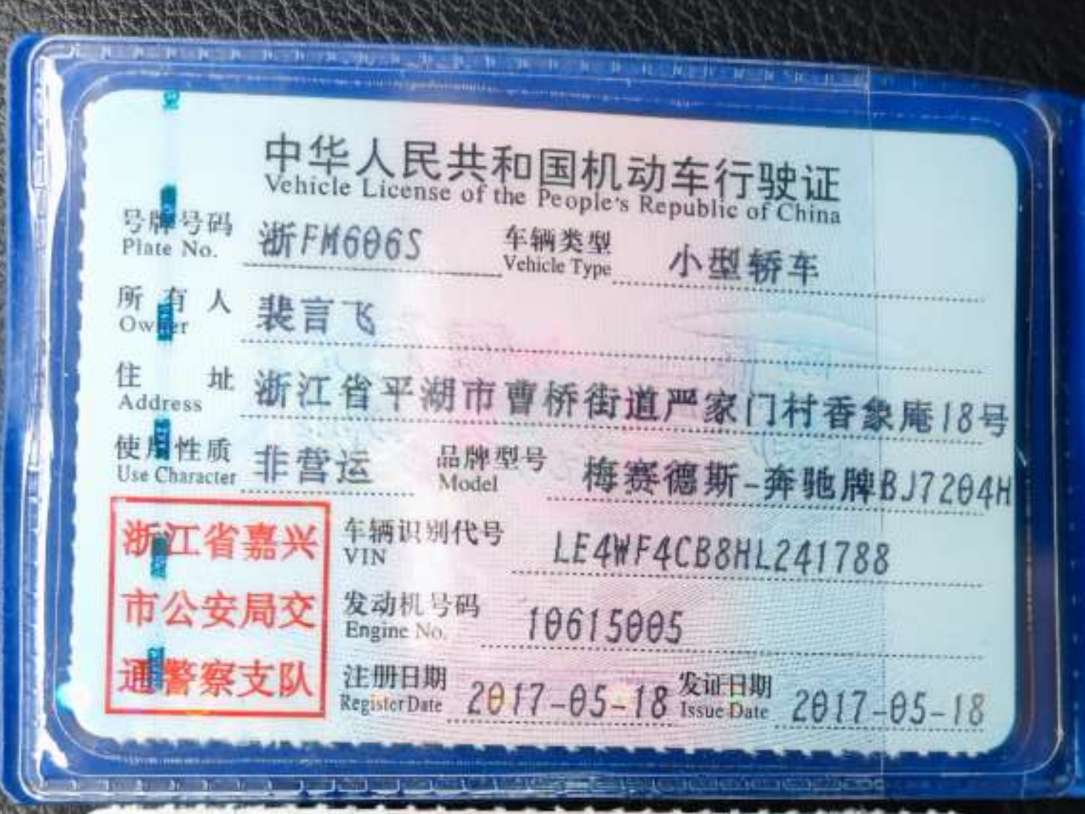 中华人民共和国机动车行驶证
Vehicle License of the People's Republic of China
号牌号码 浙FM606S 车辆类型 小型轿车
Plate No. Vehicle Type
所有人 裴言飞
Owner
住址 浙江省平湖市曹桥街道严家门村香象庵18号
Address
使用性质 非营运 品牌型号 梅赛德斯-奔驰牌BJ7204H
Use Character Model
浙江省嘉兴
市公安局交
通警察支队
车辆识别代号 LE4WF4CB8HL241788
VIN
发动机号码 10615005
Engine No.
注册日期 2017-05-18 发证日期 2017-05-18
Register Date Issue Date